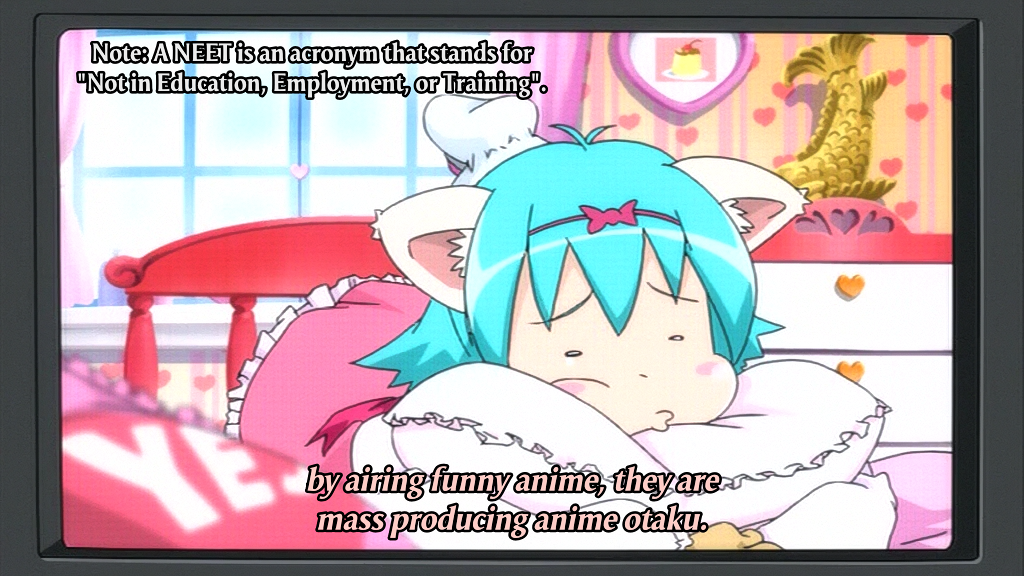 Note: A NEET is an acronym that stands for
"Not in Education, Employment, or Training".
YE
by airing funny anime, they are
mass producing anime otaku.